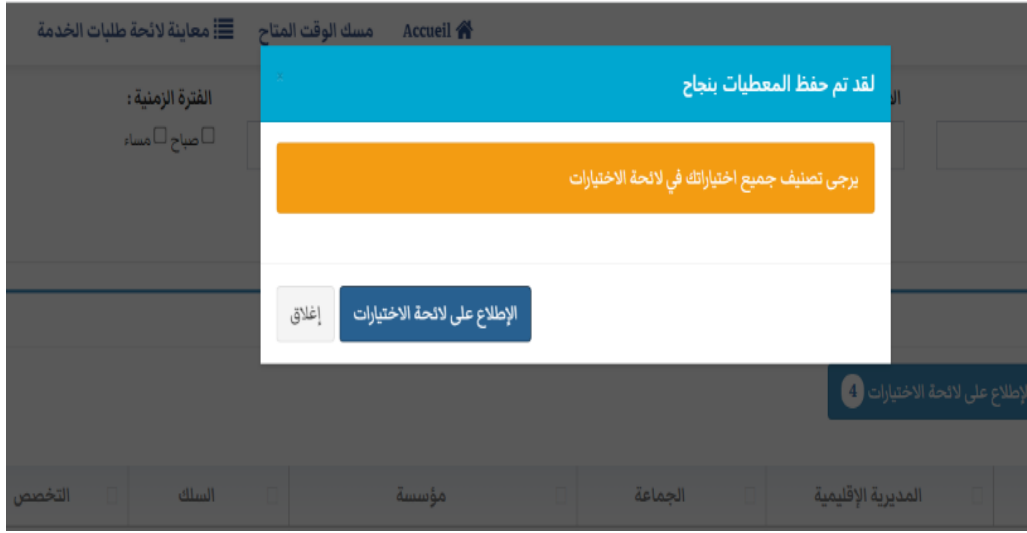 Accueil مسك الوقت المتاح معاينة لائحة طلبات الخدمة
لقد تم حفظ المعطيات بنجاح
×
الفترة الزمنية :
صباح مساء
يرجى تصنيف جميع اختياراتك في لائحة الاختيارات
الإطلاع على لائحة الاختيارات إغلاق
الإطلاع على لائحة الاختيارات 4
المديرية الإقليمية الجماعة مؤسسة السلك التخصص